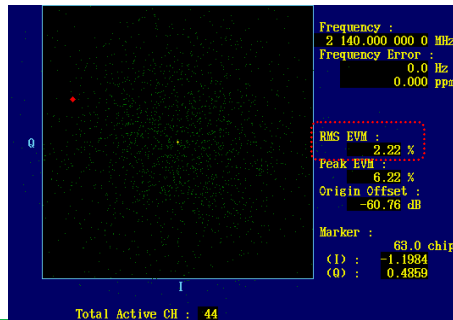 Frequency :
2 140.000 000 0 MHz
Frequency Error :
0.0 Hz
0.000 ppm
Q
RMS EVM :
2.22 %
Peak EVM :
6.22 %
Origin Offset :
-60.76 dB
Marker :
63.0 chip
(I) : -1.1984
(Q) : 0.4859
I
Total Active CH : 44